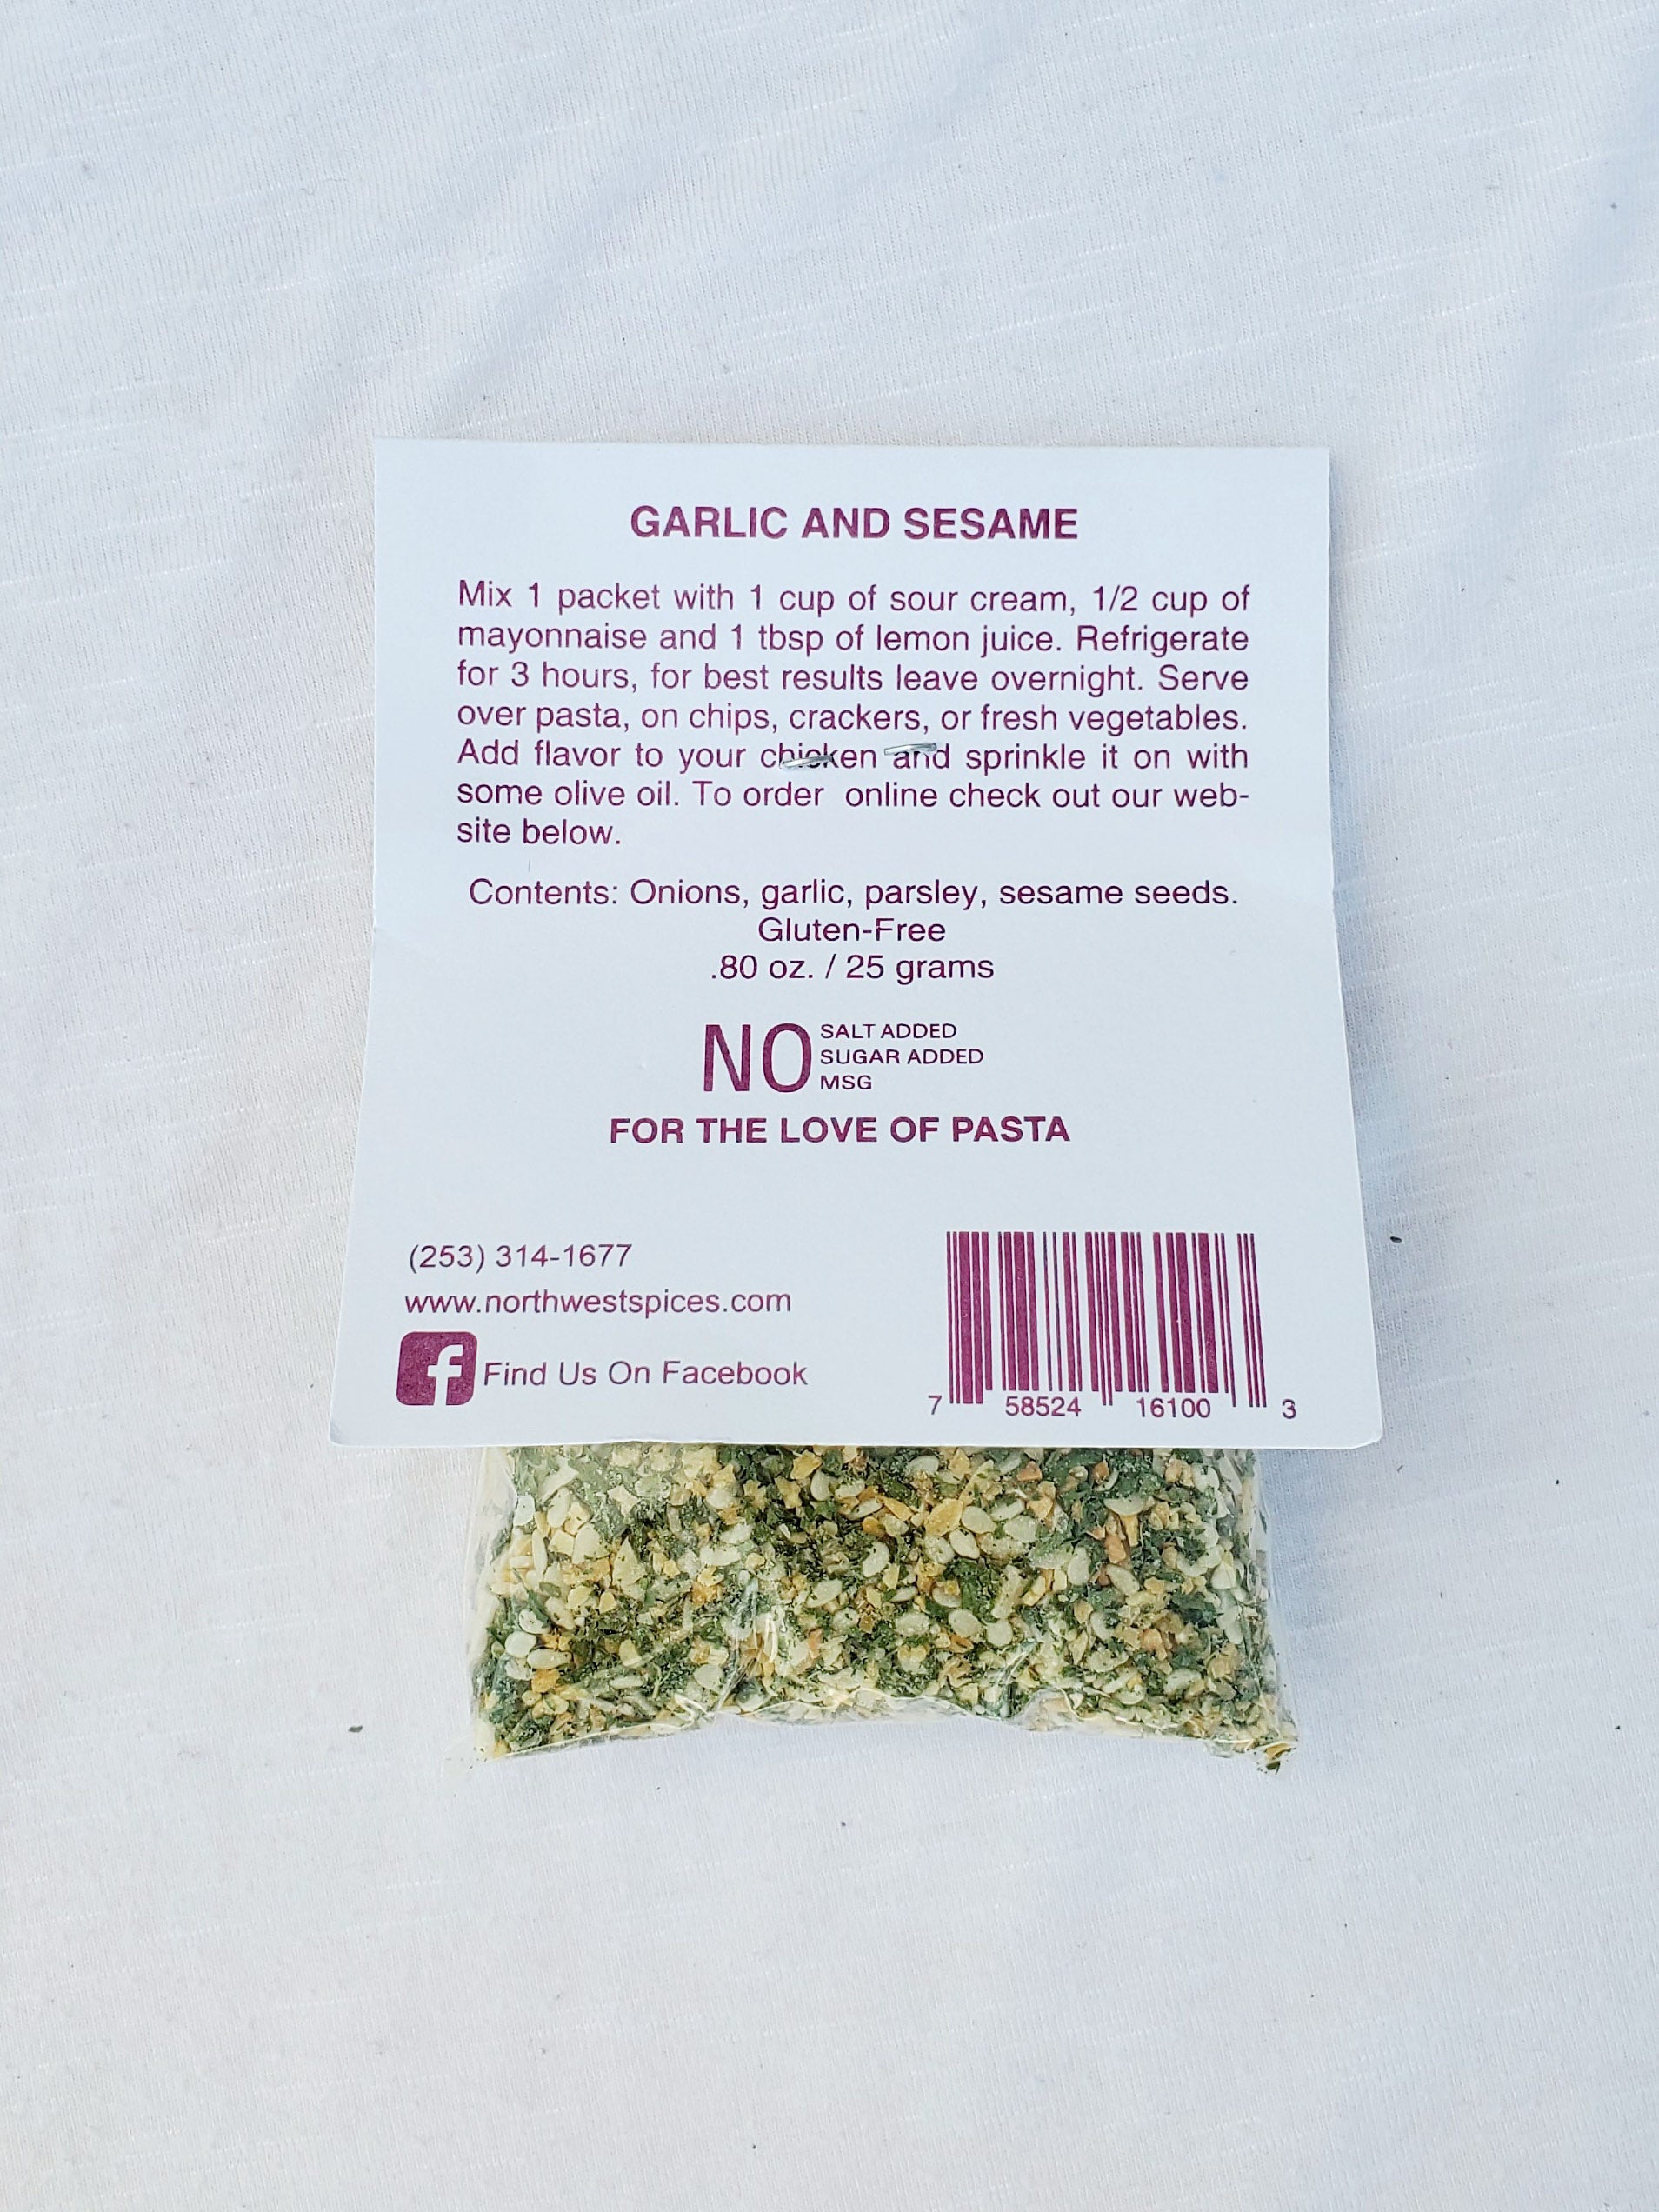 GARLIC AND SESAME
Mix 1 packet with 1 cup of sour cream, 1/2 cup of
mayonnaise and 1 tbsp of lemon juice. Refrigerate
for 3 hours, for best results leave overnight. Serve
over pasta, on chips, crackers, or fresh vegetables.
Add flavor to your chicken and sprinkle it on with
some olive oil. To order online check out our web-
site below.
Contents: Onions, garlic, parsley, sesame seeds.
Gluten-Free
.80 oz. / 25 grams
NO SALT ADDED
SUGAR ADDED
MSG
FOR THE LOVE OF PASTA
(253) 314-1677
www.northwestspices.com
f Find Us On Facebook
7 58524 16100 3